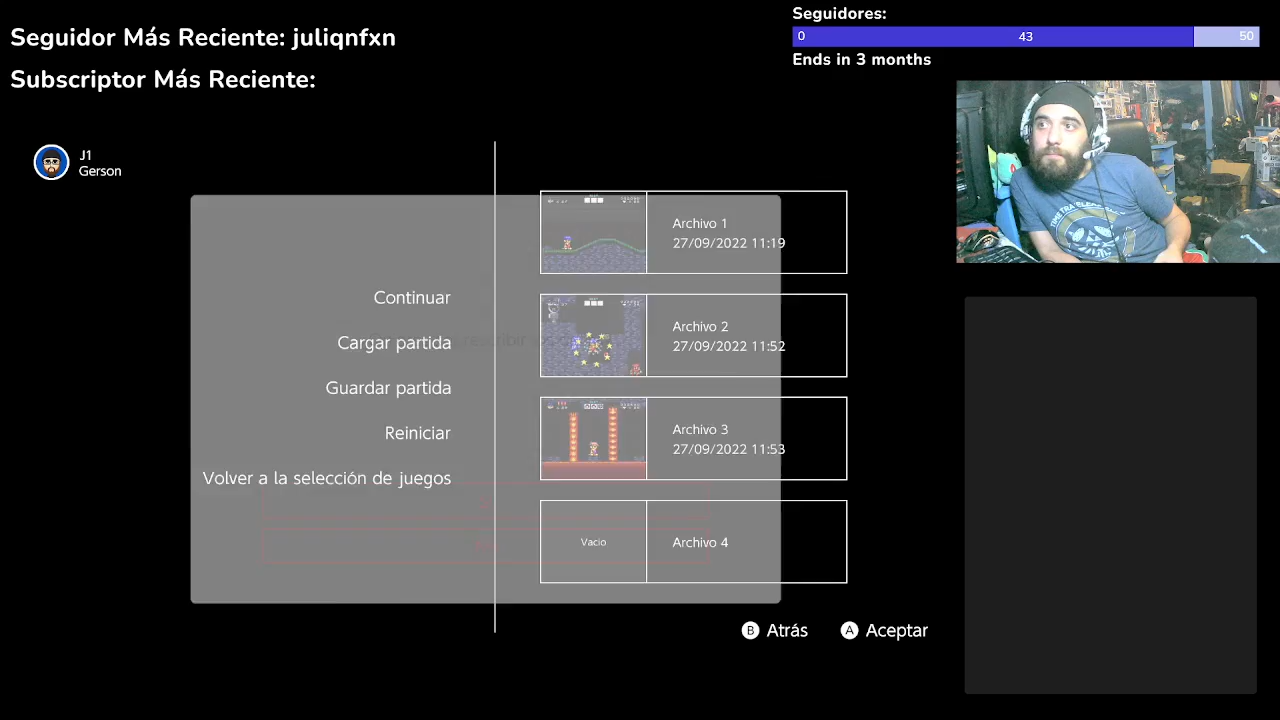 Seguidor Más Reciente: juliqnfxn
Subscriptor Más Reciente:
Seguidores:
0 43 50
Ends in 3 months
J1
Gerson
Continuar
Cargar partida
Guardar partida
Reiniciar
Volver a la selección de juegos
Archivo 1
27/09/2022 11:19
Archivo 2
27/09/2022 11:52
Archivo 3
27/09/2022 11:53
Vacío
Archivo 4
B Atrás
A Aceptar